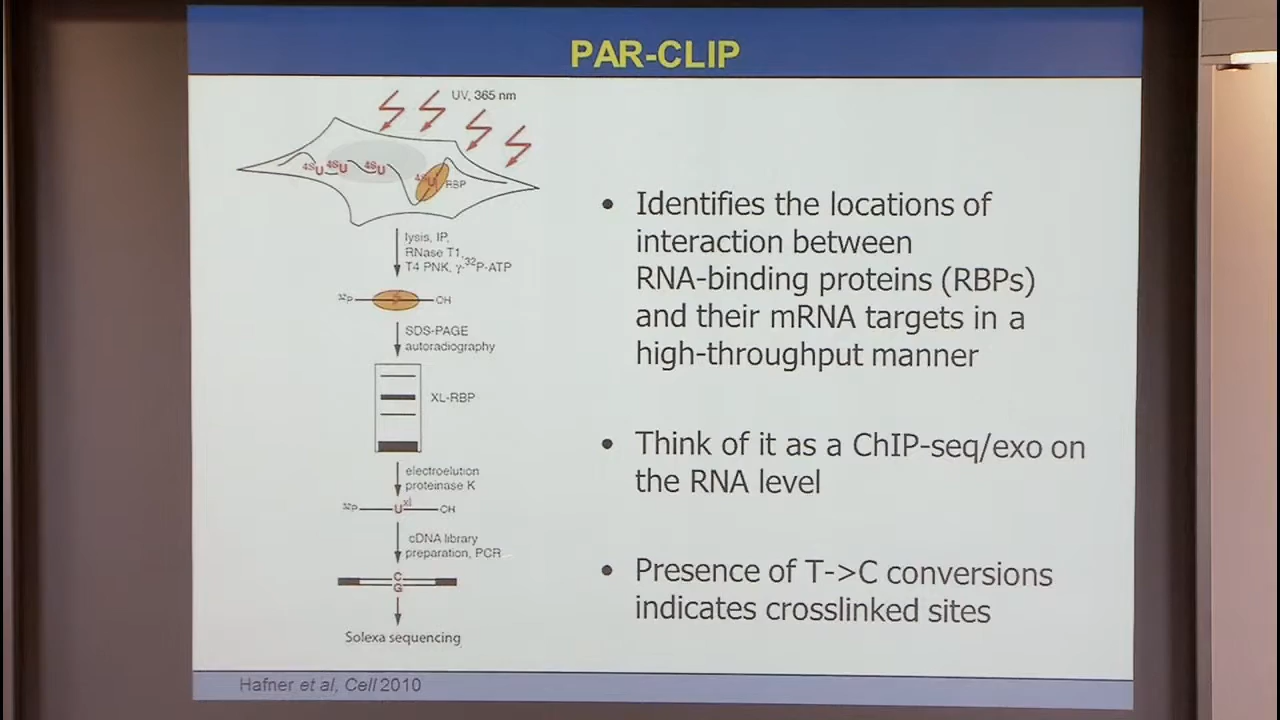 PAR-CLIP
UV, 365 nm
4SU 4SU 4SU
4SU RBP
lysis, IP,
RNase T1,
T4 PNK, γ-32P-ATP
32P OH
SDS-PAGE
autoradiography
XL-RBP
electroelution
proteinase K
32P U xl OH
cDNA library
preparation, PCR
C
G
Solexa sequencing
• Identifies the locations of
interaction between
RNA-binding proteins (RBPs)
and their mRNA targets in a
high-throughput manner
• Think of it as a ChIP-seq/exo on
the RNA level
• Presence of T->C conversions
indicates crosslinked sites
Hafner et al, Cell 2010